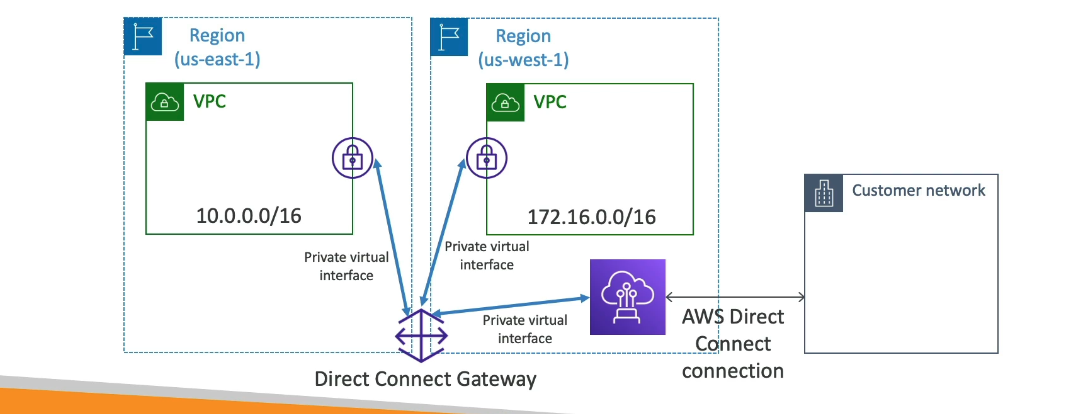 Region
(us-east-1)
Region
(us-west-1)
VPC
VPC
Customer network
10.0.0.0/16
172.16.0.0/16
Private virtual
interface
Private virtual
interface
Private virtual
interface
AWS Direct
Connect
connection
Direct Connect Gateway